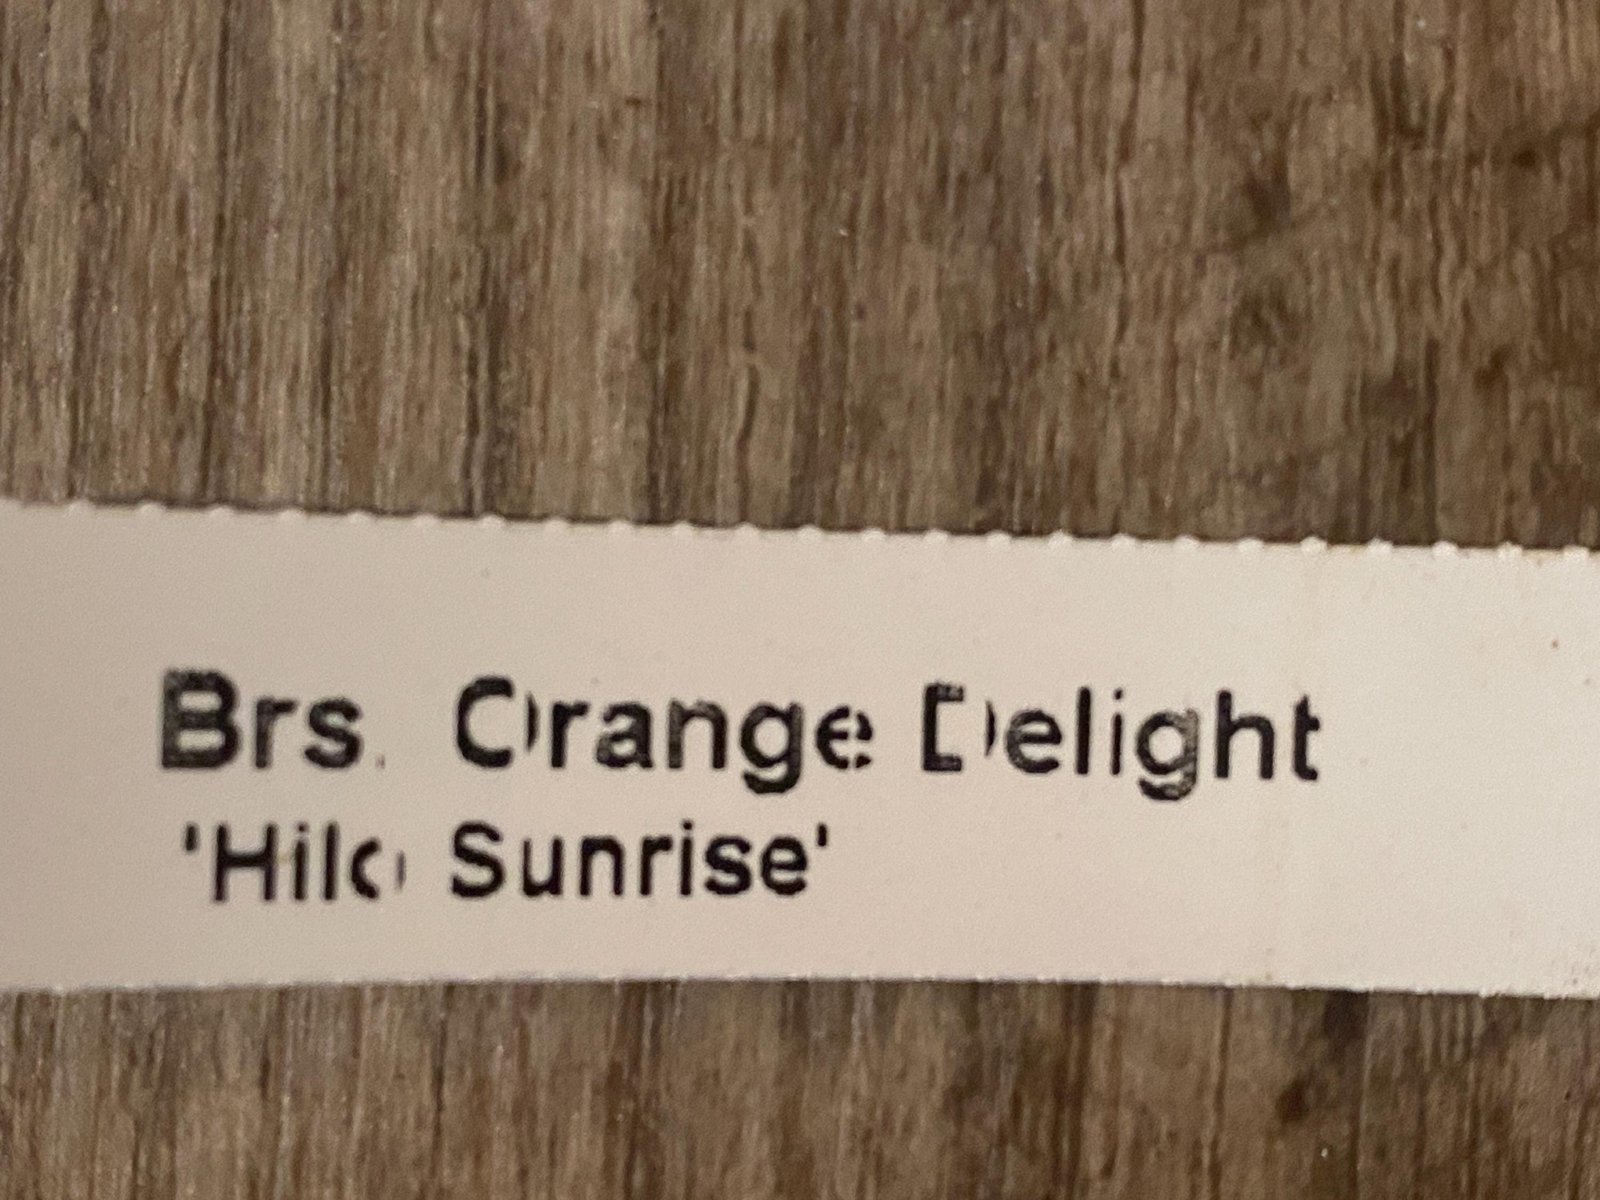 Brs. Orange Delight
'Hilo Sunrise'